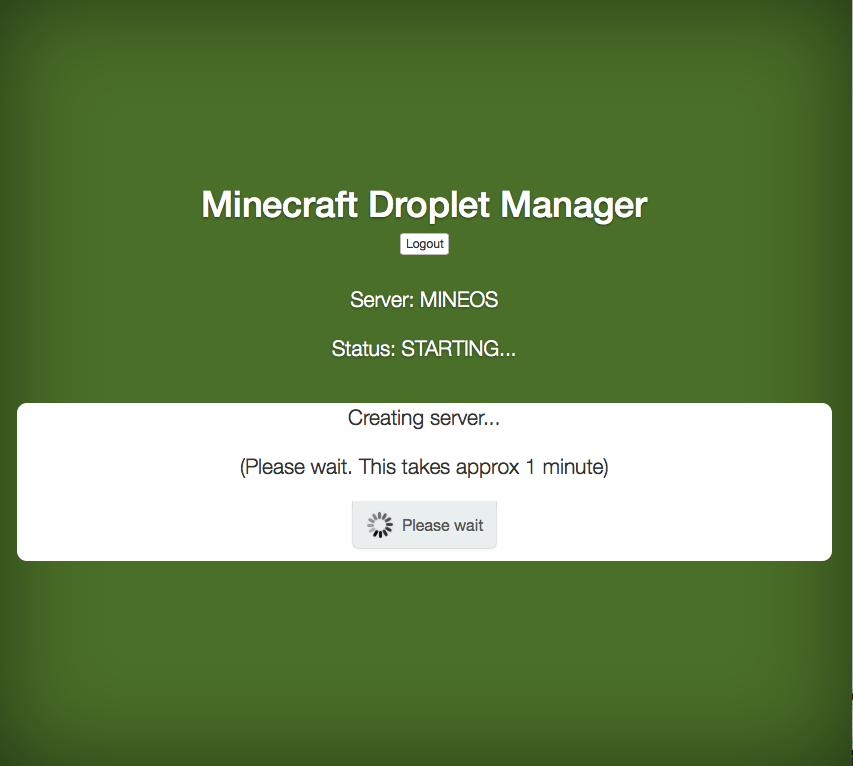 Minecraft Droplet Manager
Logout
Server: MINEOS
Status: STARTING...
Creating server...
(Please wait. This takes approx 1 minute)
Please wait